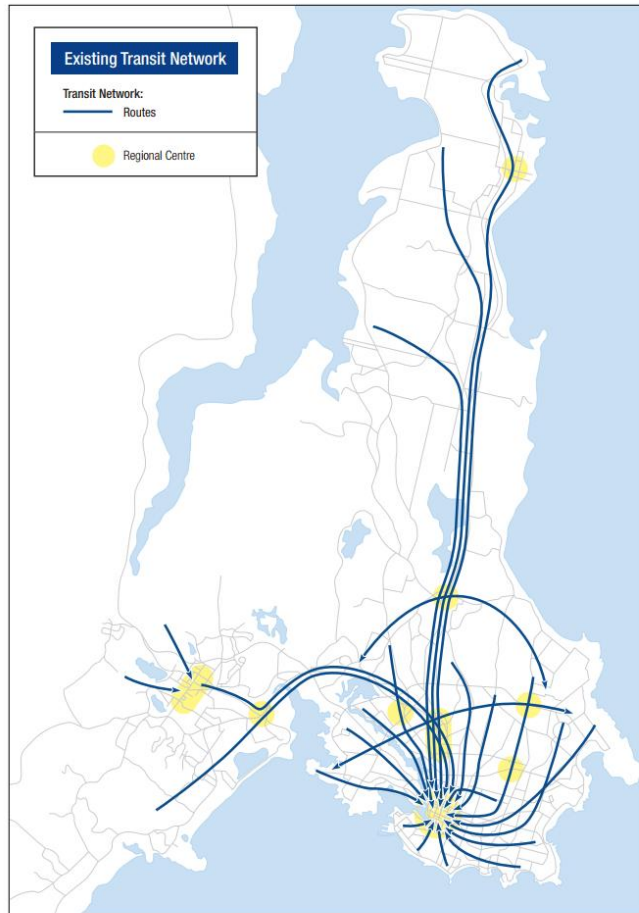 Existing Transit Network
Transit Network:
Routes
Regional Centre